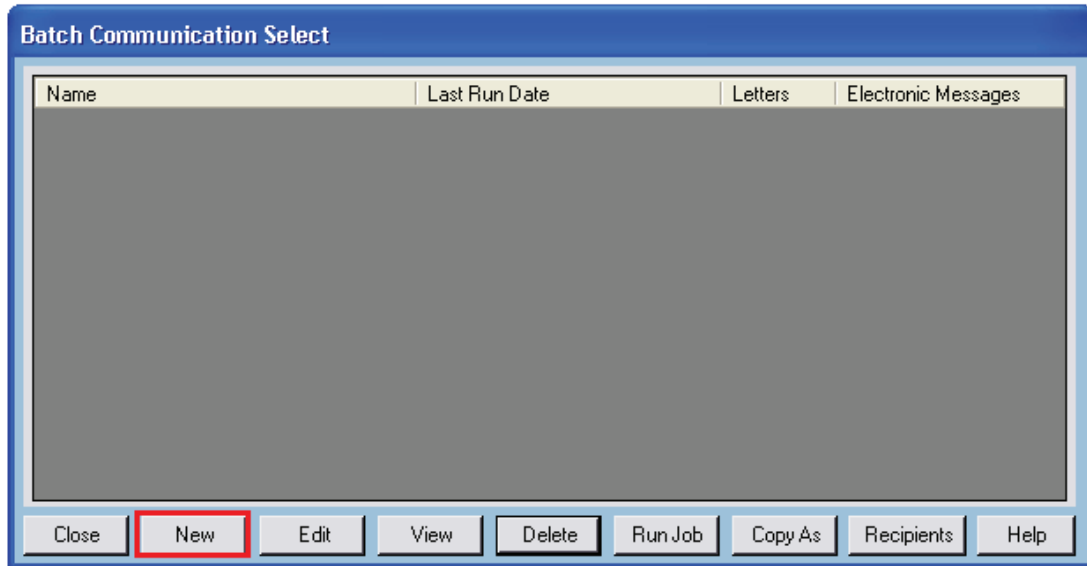 Batch Communication Select
Name Last Run Date Letters Electronic Messages
Close New Edit View Delete Run Job Copy As Recipients Help